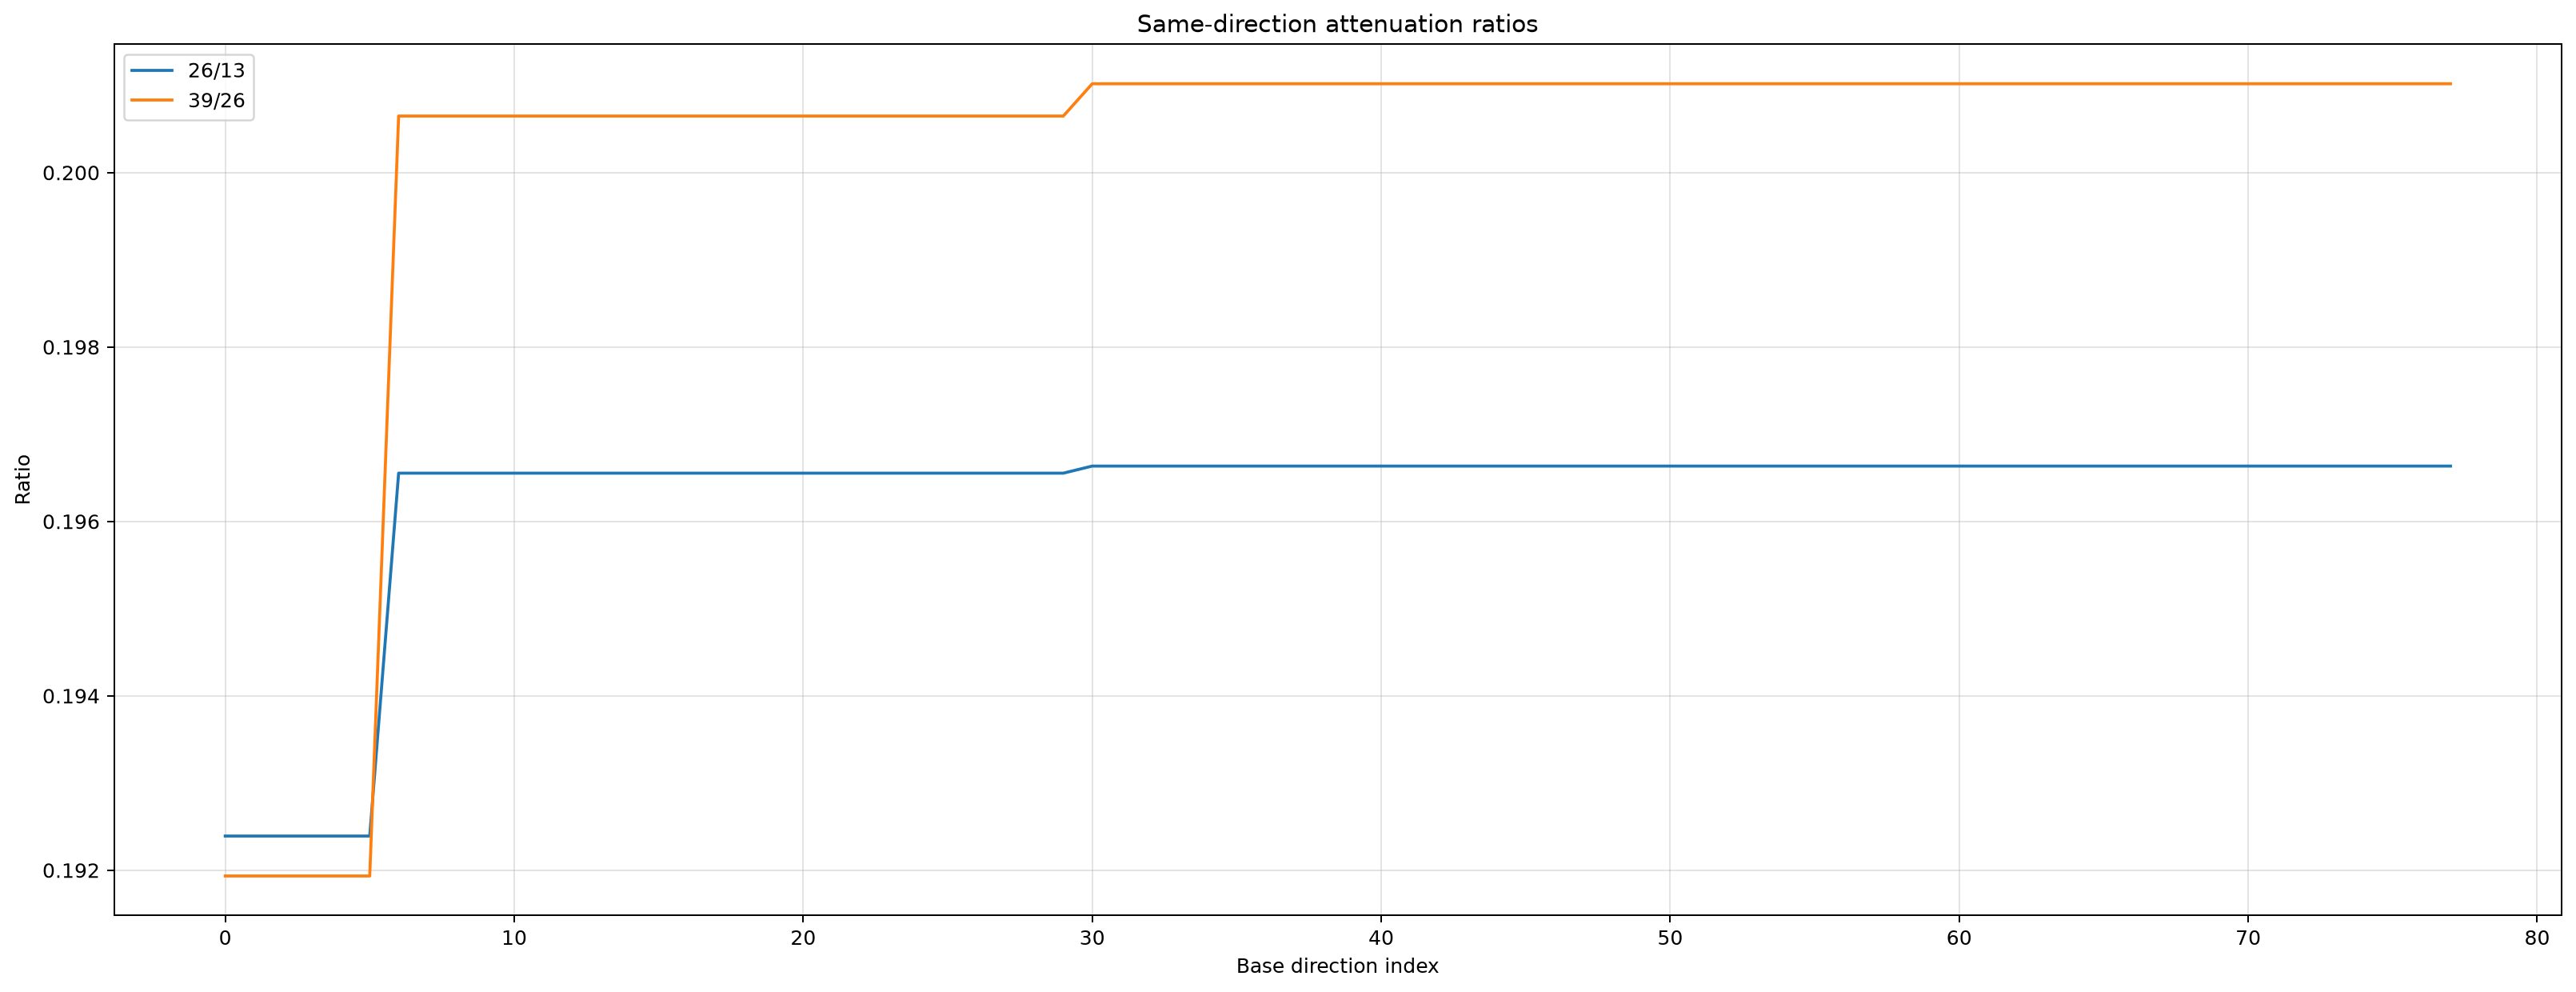 Same-direction attenuation ratios
26/13
39/26
0.200
0.198
0.196
0.194
0.192
Ratio
0 10 20 30 40 50 60 70 80
Base direction index